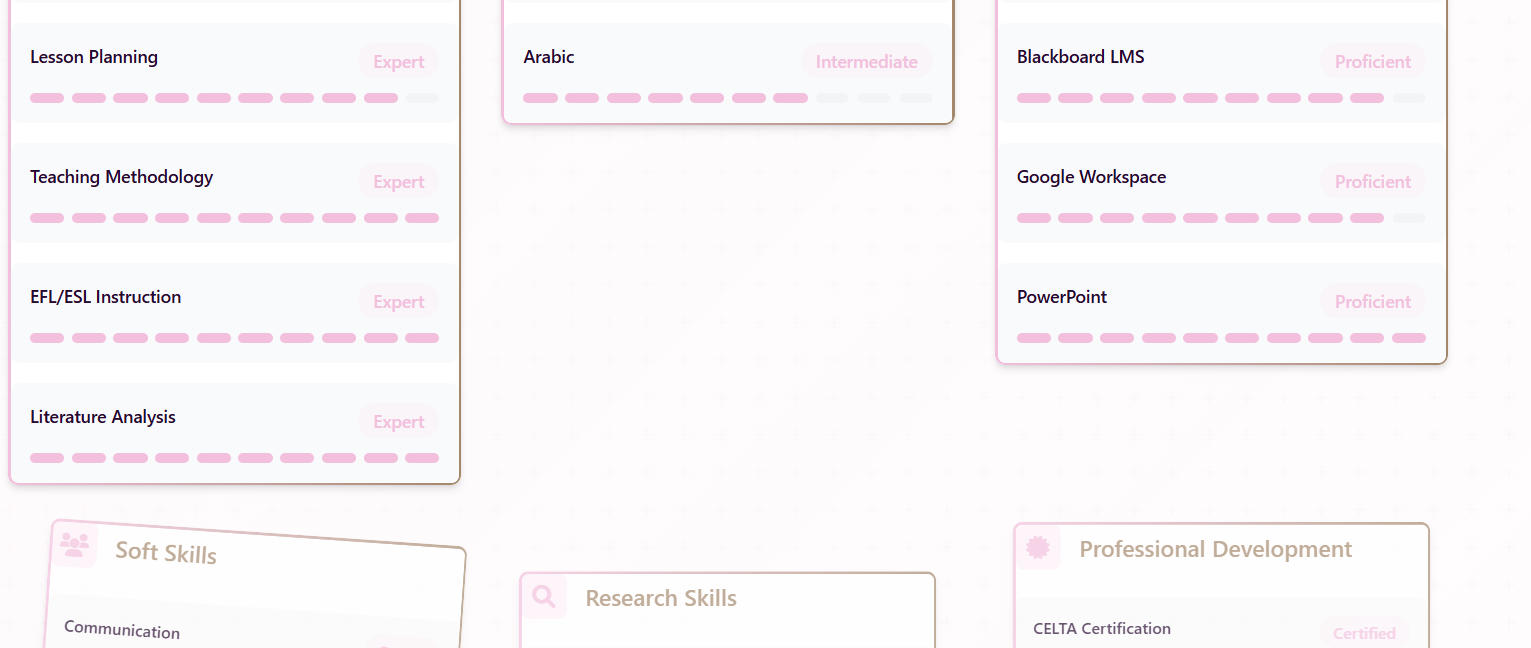 Lesson Planning
Expert
Teaching Methodology
Expert
EFL/ESL Instruction
Expert
Literature Analysis
Expert
Arabic
Intermediate
Blackboard LMS
Proficient
Google Workspace
Proficient
PowerPoint
Proficient
Soft Skills
Communication
Research Skills
Professional Development
CELTA Certification
Certified